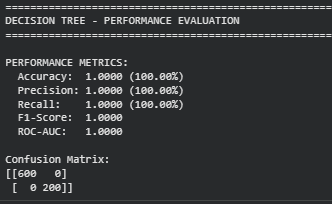 =====================================================
DECISION TREE - PERFORMANCE EVALUATION
=====================================================
PERFORMANCE METRICS:
Accuracy: 1.0000 (100.00%)
Precision: 1.0000 (100.00%)
Recall: 1.0000 (100.00%)
F1-Score: 1.0000
ROC-AUC: 1.0000
Confusion Matrix:
[[600 0]
[ 0 200]]